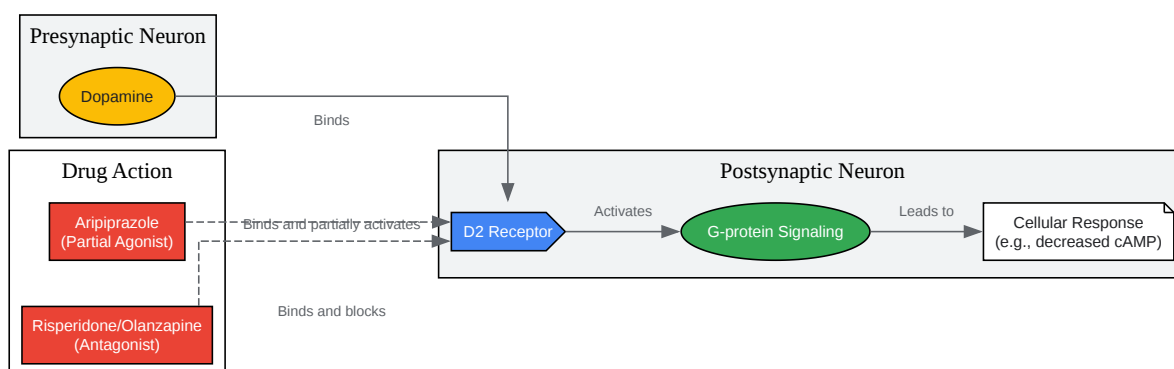 Presynaptic Neuron
Dopamine
Binds
Drug Action
Postsynaptic Neuron
Aripiprazole
(Partial Agonist)
Binds and partially activates
D2 Receptor
Activates
G-protein Signaling
Leads to
Cellular Response
(e.g., decreased cAMP)
Binds and blocks
Risperidone/Olanzapine
(Antagonist)